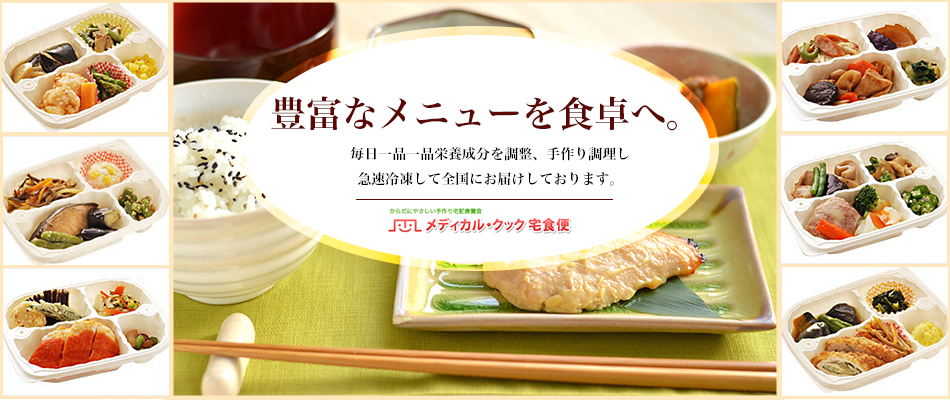 豊富なメニューを食卓へ。
毎日一品一品栄養成分を調整、手作り調理し
急速冷凍して全国にお届けしております。
からだにやさしい手作り宅配療養食
メディカル・クック 宅食便